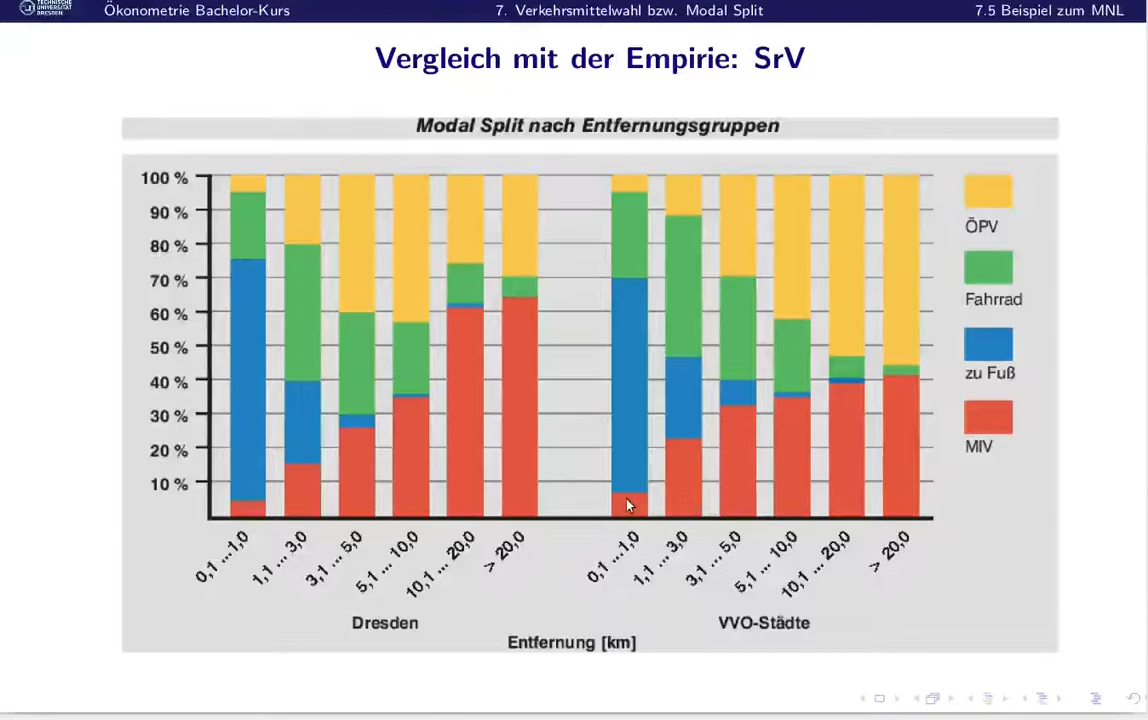 TECHNISCHE
UNIVERSITÄT
DRESDEN
Ökonometrie Bachelor-Kurs
7. Verkehrsmittelwahl bzw. Modal Split
7.5 Beispiel zum MNL
Vergleich mit der Empirie: SrV
Modal Split nach Entfernungsgruppen
100 %
90 %
80 %
70 %
60 %
50 %
40 %
30 %
20 %
10 %
ÖPV
Fahrrad
zu Fuß
MIV
0,1 ...1,0
1,1 ... 3,0
3,1 ... 5,0
5,1 ... 10,0
10,1 ... 20,0
> 20,0
0,1 ...1,0
1,1 ... 3,0
3,1 ... 5,0
5,1 ... 10,0
10,1 ... 20,0
> 20,0
Dresden
VVO-Städte
Entfernung [km]